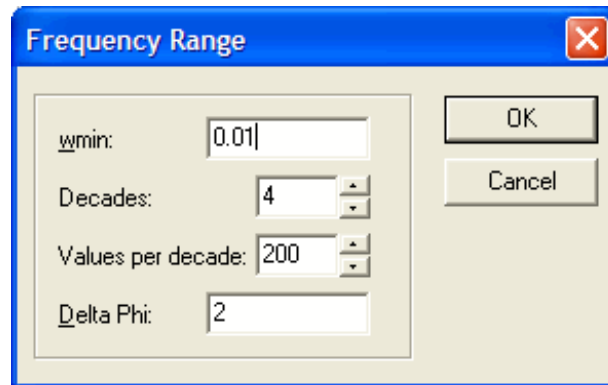 Frequency Range
wmin: 0.01
OK
Decades: 4
Cancel
Values per decade: 200
Delta Phi: 2